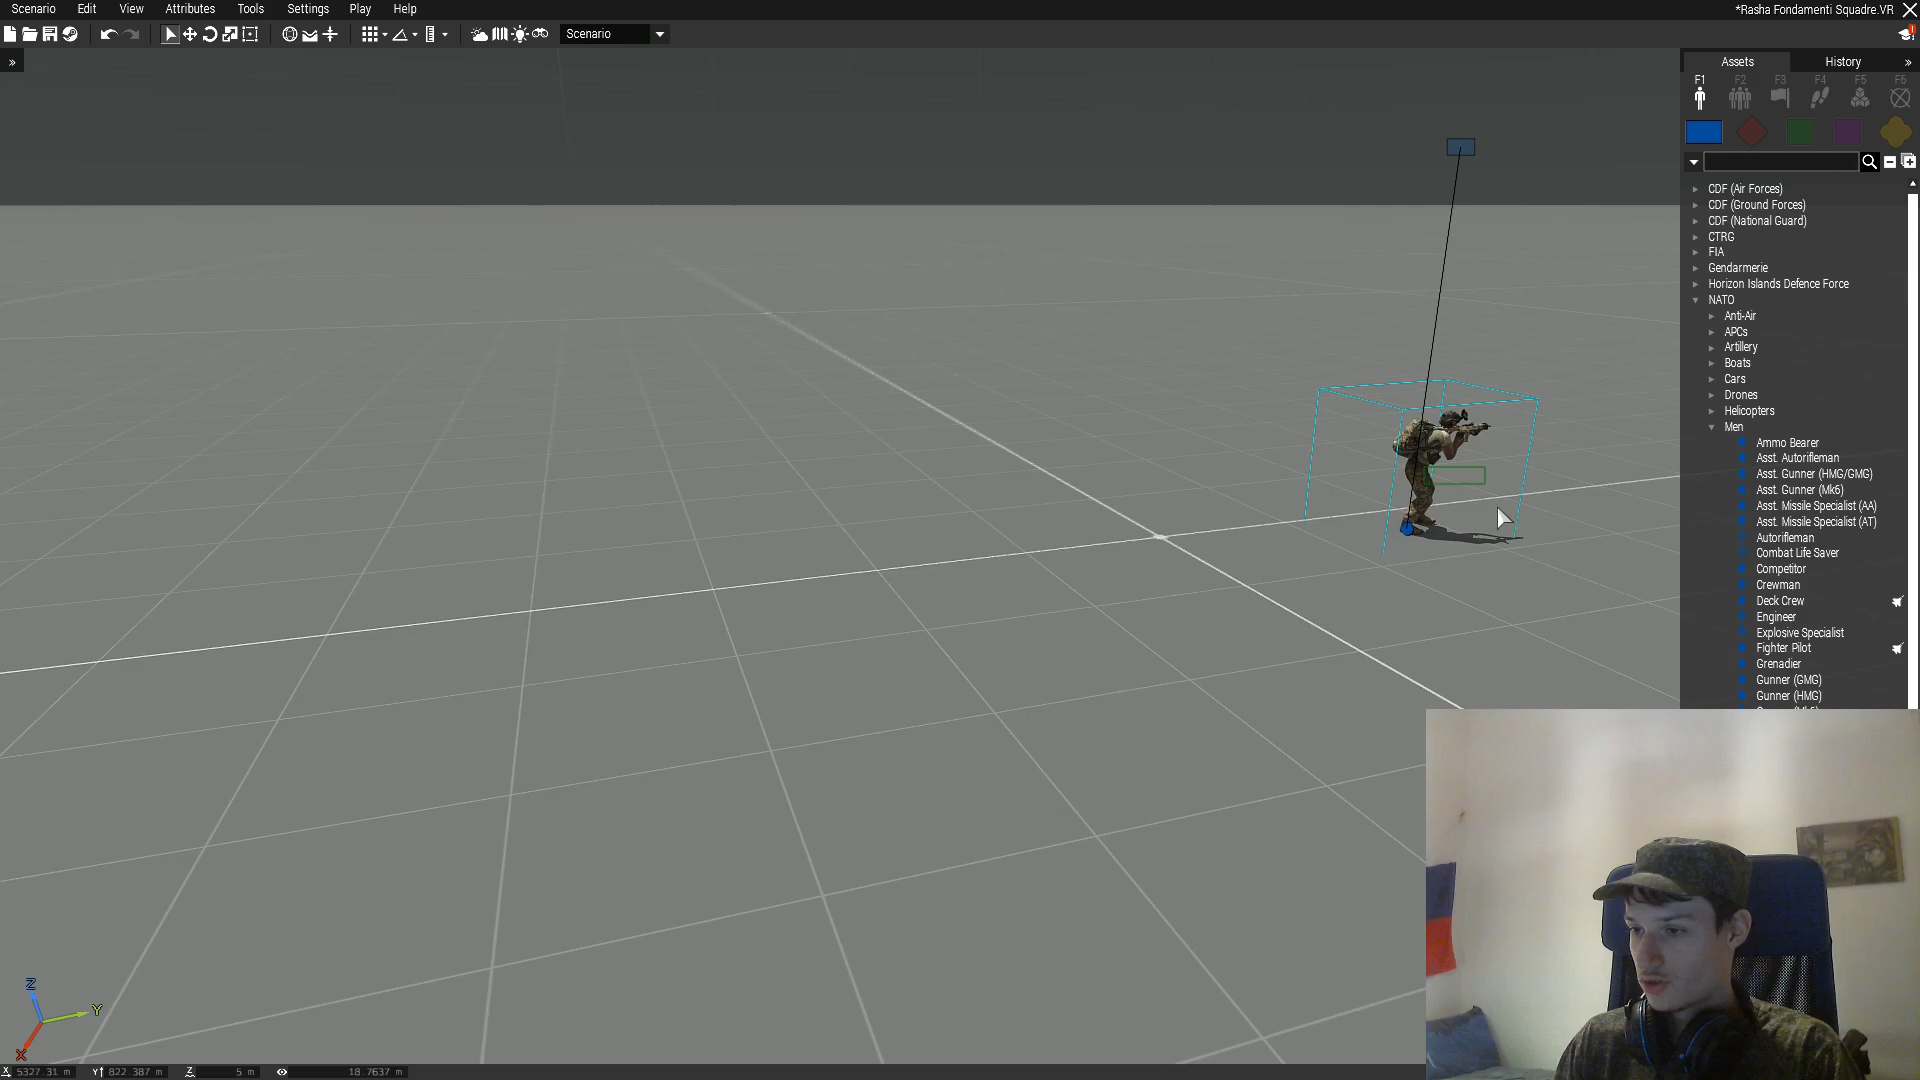 Scenario Edit View Attributes Tools Settings Play Help
*Rasha Fondamenti Squadre.VR
Scenario
Assets History
F1 F2 F3 F4 F5 F6
CDF (Air Forces)
CDF (Ground Forces)
CDF (National Guard)
CTRG
FIA
Gendarmerie
Horizon Islands Defence Force
NATO
Anti-Air
APCs
Artillery
Boats
Cars
Drones
Helicopters
Men
Ammo Bearer
Asst. Autorifleman
Asst. Gunner (HMG/GMG)
Asst. Gunner (Mk6)
Asst. Missile Specialist (AA)
Asst. Missile Specialist (AT)
Autorifleman
Combat Life Saver
Competitor
Crewman
Deck Crew
Engineer
Explosive Specialist
Fighter Pilot
Grenadier
Gunner (GMG)
Gunner (HMG)
Z
Y
X
X 5327.31 m Y 822.387 m Z 5 m 18.7637 m